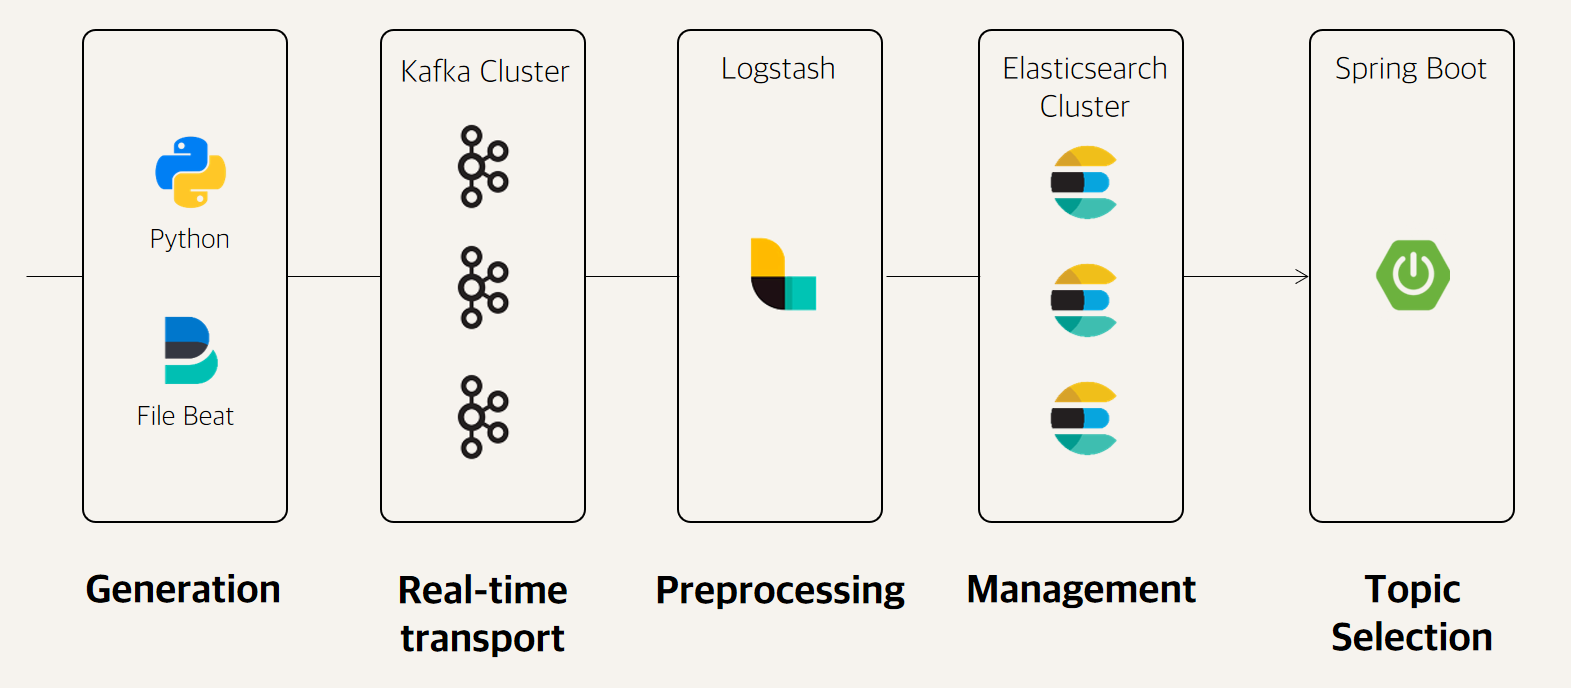 Python
File Beat
Kafka Cluster
Logstash
Elasticsearch
Cluster
Spring Boot
Generation
Real-time
transport
Preprocessing
Management
Topic
Selection